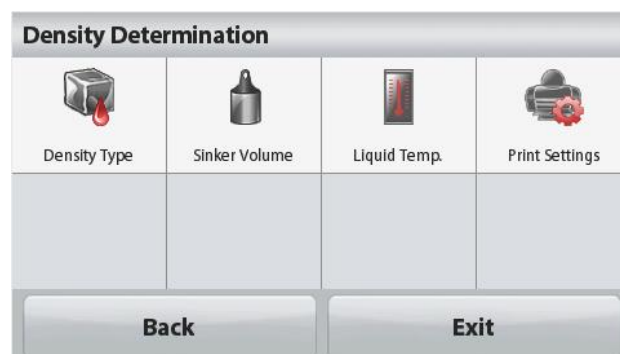 Density Determination
Density Type
Sinker Volume
Liquid Temp.
Print Settings
Back
Exit